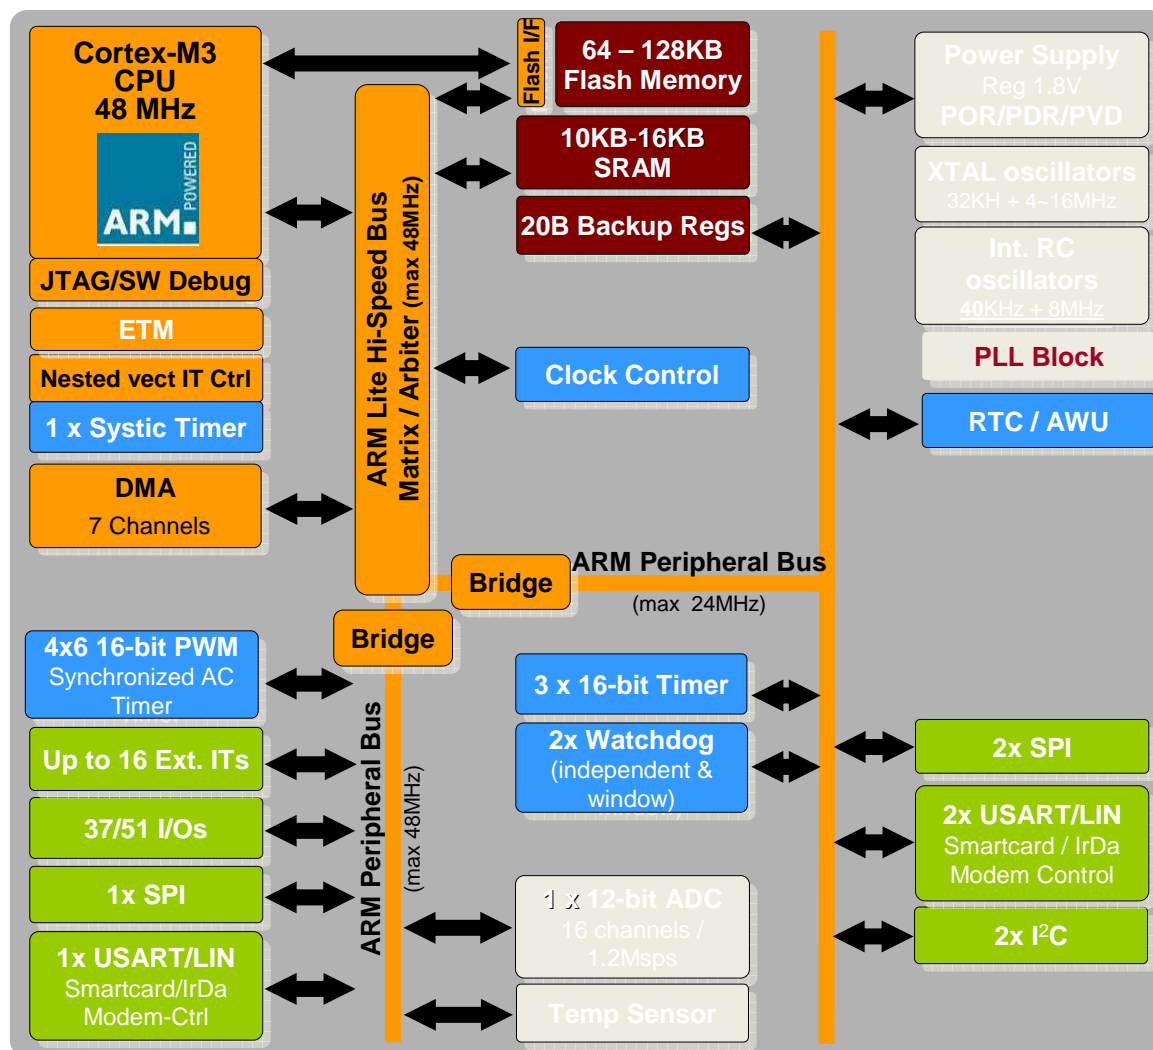 Cortex-M3
CPU
48 MHz
ARM
POWERED
JTAG/SW Debug
ETM
Nested vect IT Ctrl
1 x Systic Timer
DMA
7 Channels
ARM Lite Hi-Speed Bus
Matrix / Arbiter (max 48MHz)
Flash I/F
64 – 128KB
Flash Memory
10KB-16KB
SRAM
20B Backup Regs
Clock Control
Power Supply
Reg 1.8V
POR/PDR/PVD
XTAL oscillators
32KH + 4~16MHz
Int. RC
oscillators
40KHz + 8MHz
PLL Block
RTC / AWU
Bridge
ARM Peripheral Bus
(max 24MHz)
Bridge
ARM Peripheral Bus
(max 48MHz)
4x6 16-bit PWM
Synchronized AC
Timer
Up to 16 Ext. ITs
37/51 I/Os
1x SPI
1x USART/LIN
Smartcard/IrDa
Modem-Ctrl
3 x 16-bit Timer
2x Watchdog
(independent &
window)
1 x 12-bit ADC
16 channels /
1.2Msps
Temp Sensor
2x SPI
2x USART/LIN
Smartcard / IrDa
Modem Control
2x I²C